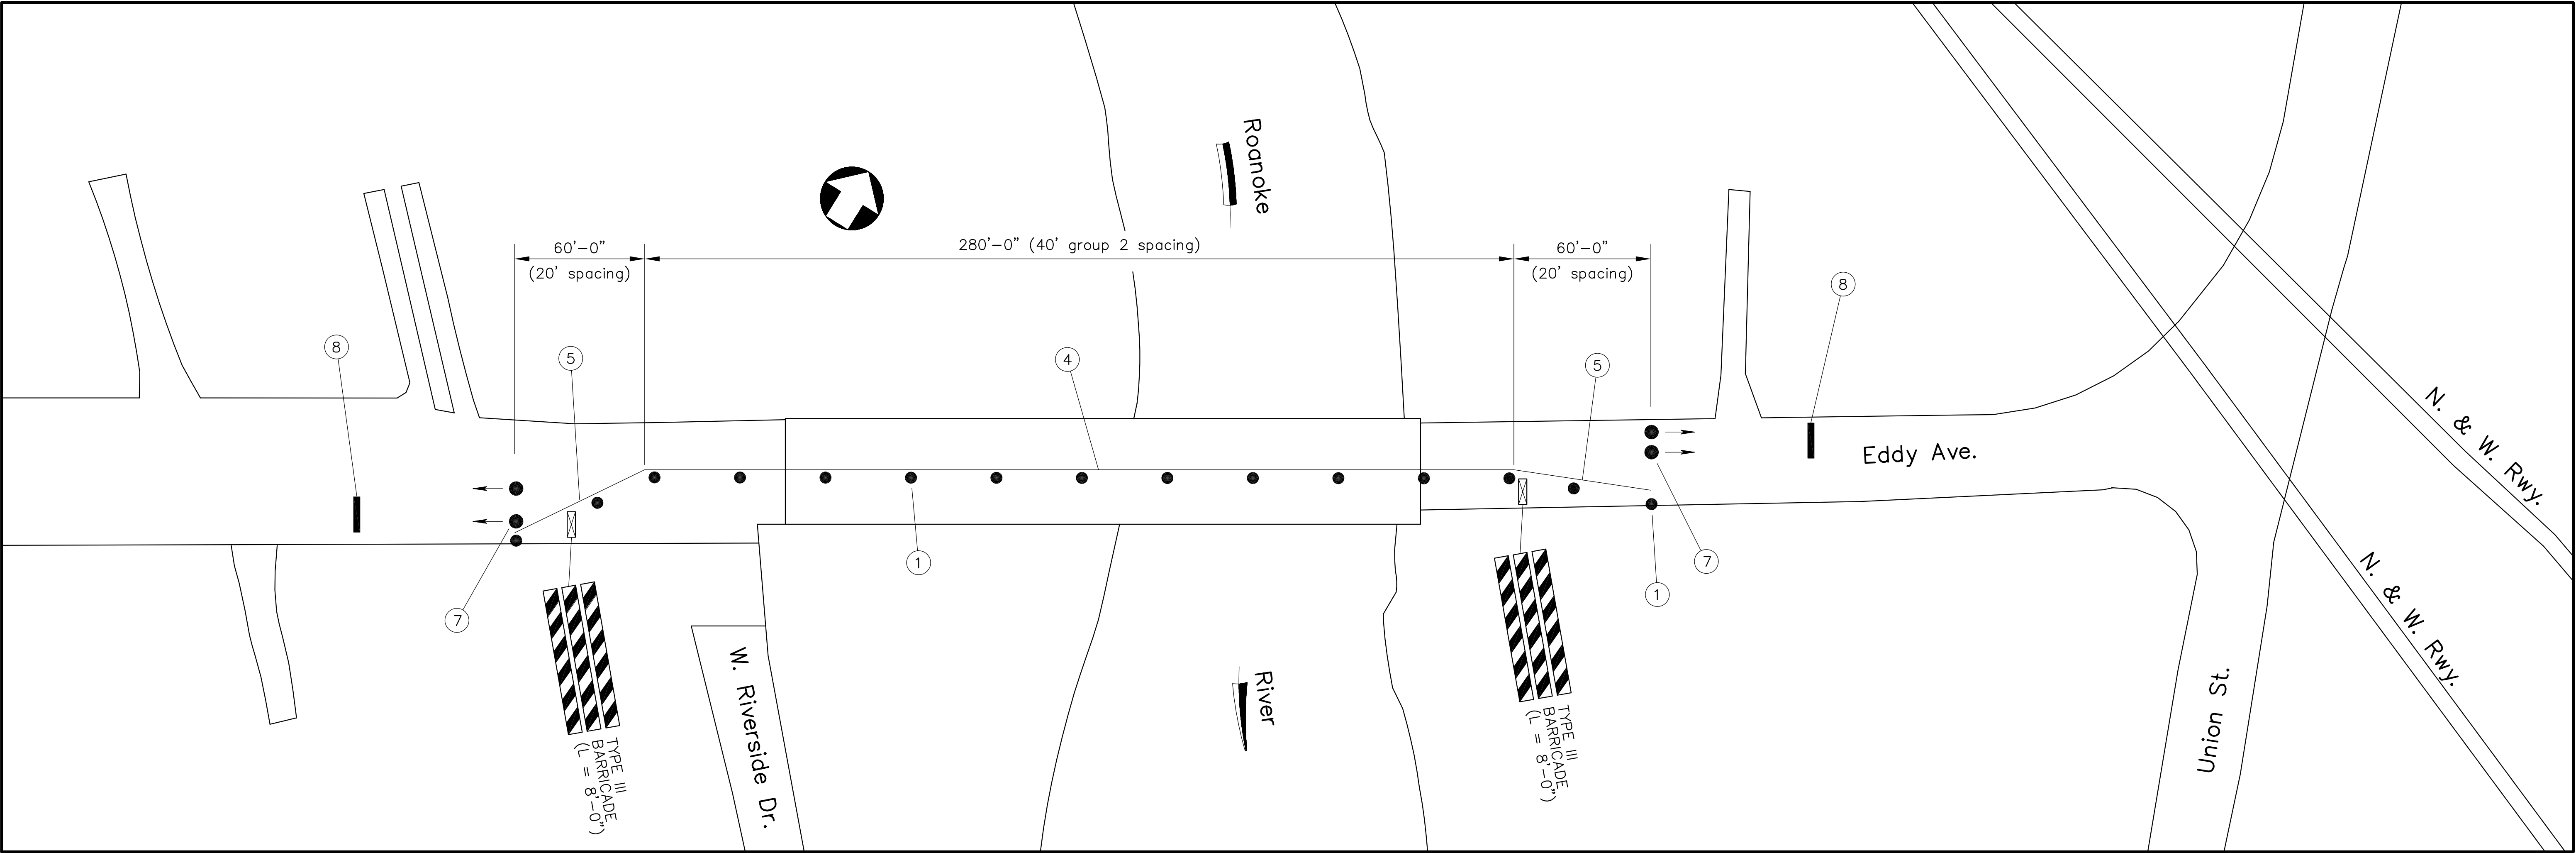 Roanoke
60'-0"
(20' spacing)
280'-0" (40' group 2 spacing)
60'-0"
(20' spacing)
8
8
5
4
5
Eddy Ave.
N. & W. Rwy.
N. & W. Rwy.
1
7
7
1
TYPE III
BARRICADE
(L = 8'-0")
TYPE III
BARRICADE
(L = 8'-0")
W. Riverside Dr.
River
Union St.